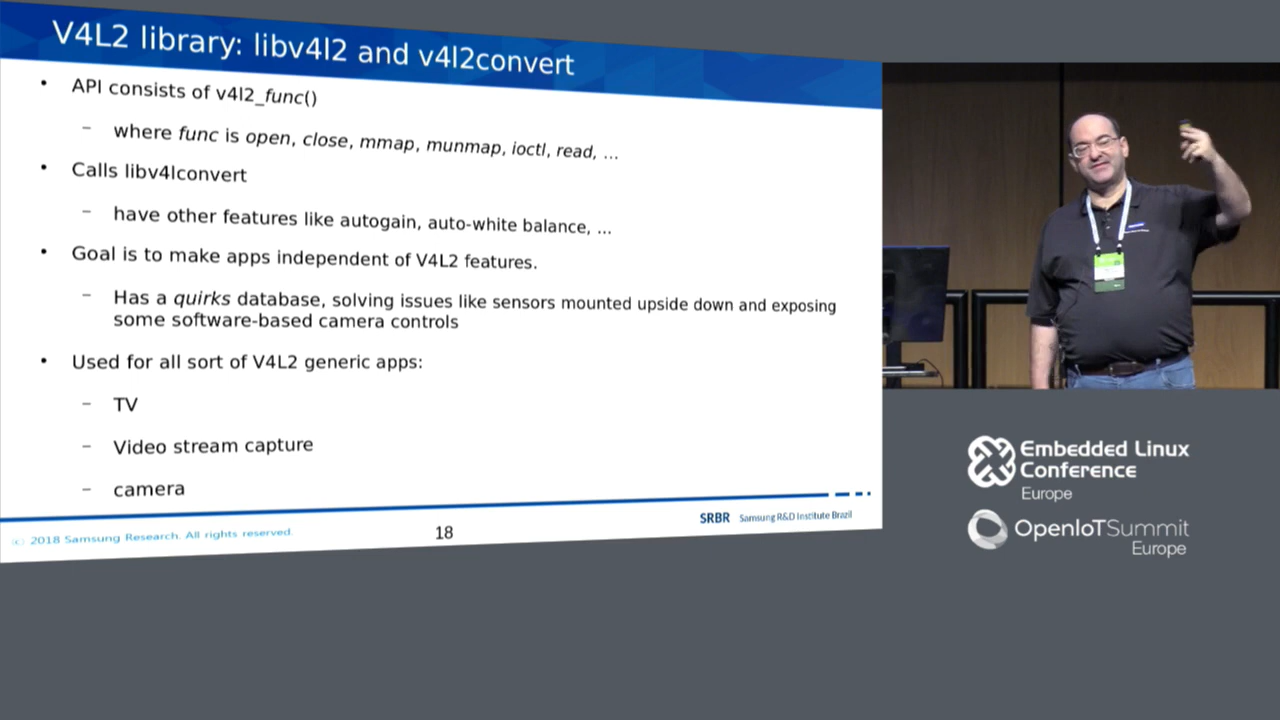 V4L2 library: libv4l2 and v4l2convert
• API consists of v4l2_func()
– where func is open, close, mmap, munmap, ioctl, read, ...
• Calls libv4lconvert
– have other features like autogain, auto-white balance, ...
• Goal is to make apps independent of V4L2 features.
– Has a quirks database, solving issues like sensors mounted upside down and exposing
some software-based camera controls
• Used for all sort of V4L2 generic apps:
– TV
– Video stream capture
– camera
© 2018 Samsung Research. All rights reserved.
18
SRBR Samsung R&D Institute Brazil
Embedded Linux
Conference
Europe
OpenIoTSummit
Europe